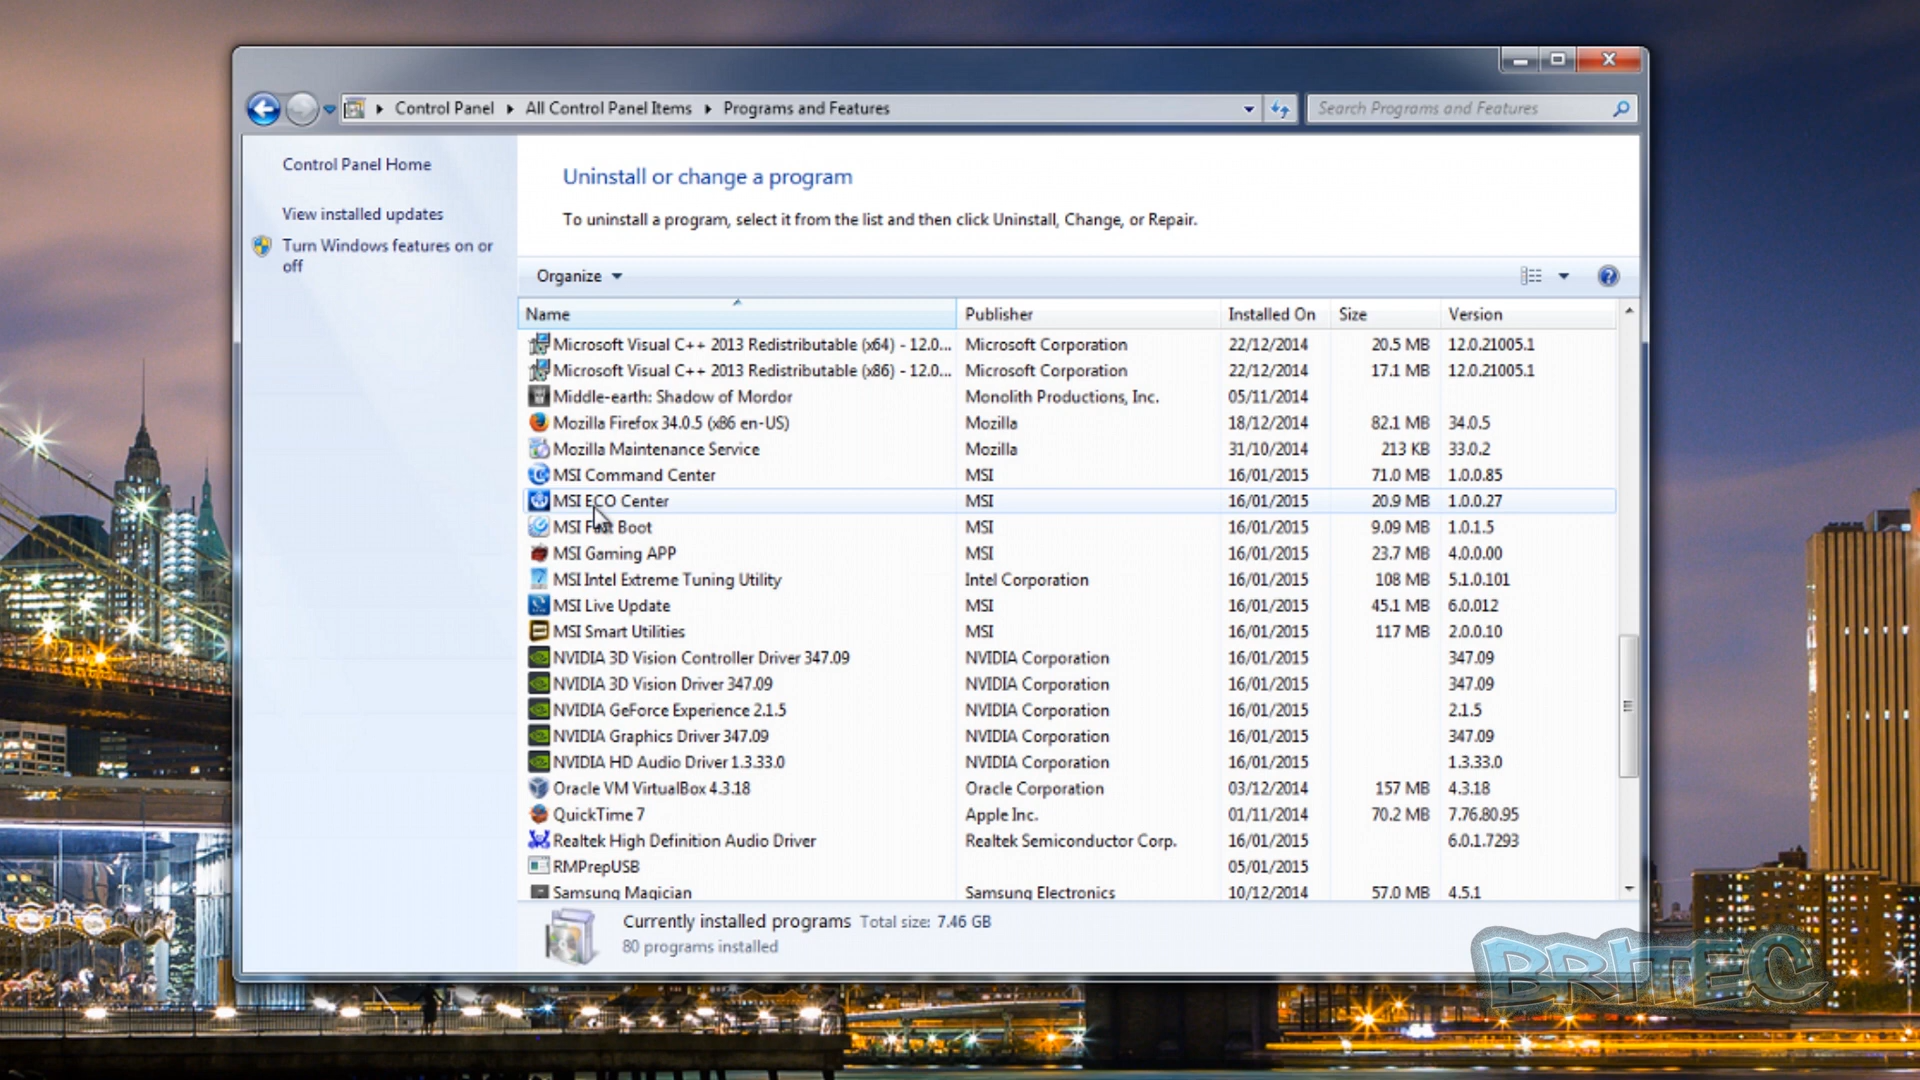 Control Panel ▸ All Control Panel Items ▸ Programs and Features
Search Programs and Features
Control Panel Home
View installed updates
Turn Windows features on or
off
Uninstall or change a program
To uninstall a program, select it from the list and then click Uninstall, Change, or Repair.
Organize
Name Publisher Installed On Size Version
Microsoft Visual C++ 2013 Redistributable (x64) - 12.0... Microsoft Corporation 22/12/2014 20.5 MB 12.0.21005.1
Microsoft Visual C++ 2013 Redistributable (x86) - 12.0... Microsoft Corporation 22/12/2014 17.1 MB 12.0.21005.1
Middle-earth: Shadow of Mordor Monolith Productions, Inc. 05/11/2014
Mozilla Firefox 34.0.5 (x86 en-US) Mozilla 18/12/2014 82.1 MB 34.0.5
Mozilla Maintenance Service Mozilla 31/10/2014 213 KB 33.0.2
MSI Command Center MSI 16/01/2015 71.0 MB 1.0.0.85
MSI ECO Center MSI 16/01/2015 20.9 MB 1.0.0.27
MSI Fast Boot MSI 16/01/2015 9.09 MB 1.0.1.5
MSI Gaming APP MSI 16/01/2015 23.7 MB 4.0.0.00
MSI Intel Extreme Tuning Utility Intel Corporation 16/01/2015 108 MB 5.1.0.101
MSI Live Update MSI 16/01/2015 45.1 MB 6.0.012
MSI Smart Utilities MSI 16/01/2015 117 MB 2.0.0.10
NVIDIA 3D Vision Controller Driver 347.09 NVIDIA Corporation 16/01/2015 347.09
NVIDIA 3D Vision Driver 347.09 NVIDIA Corporation 16/01/2015 347.09
NVIDIA GeForce Experience 2.1.5 NVIDIA Corporation 16/01/2015 2.1.5
NVIDIA Graphics Driver 347.09 NVIDIA Corporation 16/01/2015 347.09
NVIDIA HD Audio Driver 1.3.33.0 NVIDIA Corporation 16/01/2015 1.3.33.0
Oracle VM VirtualBox 4.3.18 Oracle Corporation 03/12/2014 157 MB 4.3.18
QuickTime 7 Apple Inc. 01/11/2014 70.2 MB 7.76.80.95
Realtek High Definition Audio Driver Realtek Semiconductor Corp. 16/01/2015 6.0.1.7293
RMPrepUSB 05/01/2015
Samsung Magician Samsung Electronics 10/12/2014 57.0 MB 4.5.1
Currently installed programs Total size: 7.46 GB
80 programs installed
BRITEC